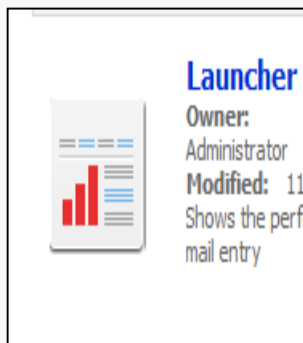 Launcher
Owner:
Administrator
Modified: 11
Shows the perf
mail entry